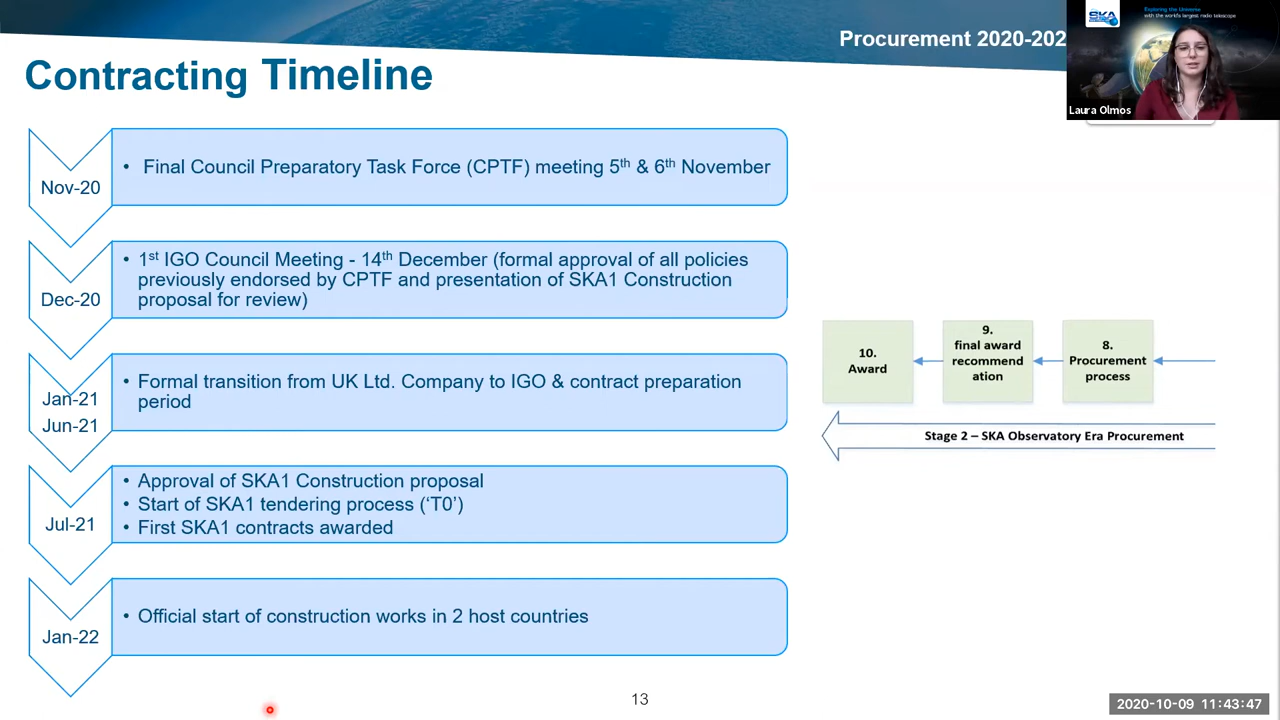 Procurement 2020-202
SKA
Exploring the Universe
with the world's largest radio telescope
Laura Olmos
Contracting Timeline
Nov-20
• Final Council Preparatory Task Force (CPTF) meeting 5th & 6th November
Dec-20
• 1st IGO Council Meeting - 14th December (formal approval of all policies
previously endorsed by CPTF and presentation of SKA1 Construction
proposal for review)
Jan-21
Jun-21
• Formal transition from UK Ltd. Company to IGO & contract preparation
period
Jul-21
• Approval of SKA1 Construction proposal
• Start of SKA1 tendering process (‘T0’)
• First SKA1 contracts awarded
Jan-22
• Official start of construction works in 2 host countries
10.
Award
9.
final award
recommend
ation
8.
Procurement
process
Stage 2 – SKA Observatory Era Procurement
13
2020-10-09 11:43:47